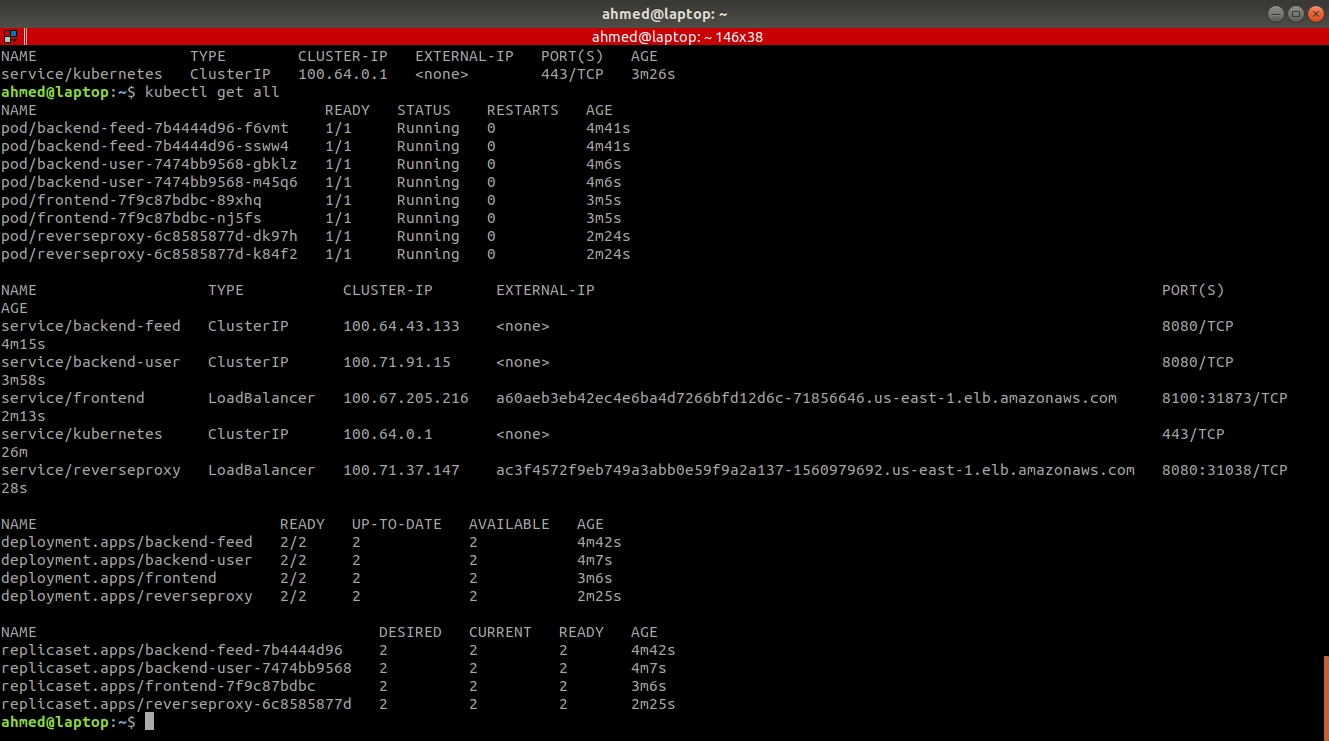 ahmed@laptop: ~
ahmed@laptop: ~ 146x38
NAME                 TYPE        CLUSTER-IP   EXTERNAL-IP   PORT(S)   AGE
service/kubernetes   ClusterIP   100.64.0.1   <none>        443/TCP   3m26s
ahmed@laptop:~$ kubectl get all
NAME                                READY   STATUS    RESTARTS   AGE
pod/backend-feed-7b4444d96-f6vmt    1/1     Running   0          4m41s
pod/backend-feed-7b4444d96-ssww4    1/1     Running   0          4m41s
pod/backend-user-7474bb9568-gbklz   1/1     Running   0          4m6s
pod/backend-user-7474bb9568-m45q6   1/1     Running   0          4m6s
pod/frontend-7f9c87bdbc-89xhq       1/1     Running   0          3m5s
pod/frontend-7f9c87bdbc-nj5fs       1/1     Running   0          3m5s
pod/reverseproxy-6c8585877d-dk97h   1/1     Running   0          2m24s
pod/reverseproxy-6c8585877d-k84f2   1/1     Running   0          2m24s
NAME                   TYPE           CLUSTER-IP       EXTERNAL-IP                                                               PORT(S)
AGE
service/backend-feed   ClusterIP      100.64.43.133    <none>                                                                    8080/TCP
4m15s
service/backend-user   ClusterIP      100.71.91.15     <none>                                                                    8080/TCP
3m58s
service/frontend       LoadBalancer   100.67.205.216   a60aeb3eb42ec4e6ba4d7266bfd12d6c-71856646.us-east-1.elb.amazonaws.com     8100:31873/TCP
2m13s
service/kubernetes     ClusterIP      100.64.0.1       <none>                                                                    443/TCP
26m
service/reverseproxy   LoadBalancer   100.71.37.147    ac3f4572f9eb749a3abb0e59f9a2a137-1560979692.us-east-1.elb.amazonaws.com   8080:31038/TCP
28s
NAME                           READY   UP-TO-DATE   AVAILABLE   AGE
deployment.apps/backend-feed   2/2     2            2           4m42s
deployment.apps/backend-user   2/2     2            2           4m7s
deployment.apps/frontend       2/2     2            2           3m6s
deployment.apps/reverseproxy   2/2     2            2           2m25s
NAME                                      DESIRED   CURRENT   READY   AGE
replicaset.apps/backend-feed-7b4444d96    2         2         2       4m42s
replicaset.apps/backend-user-7474bb9568   2         2         2       4m7s
replicaset.apps/frontend-7f9c87bdbc       2         2         2       3m6s
replicaset.apps/reverseproxy-6c8585877d   2         2         2       2m25s
ahmed@laptop:~$